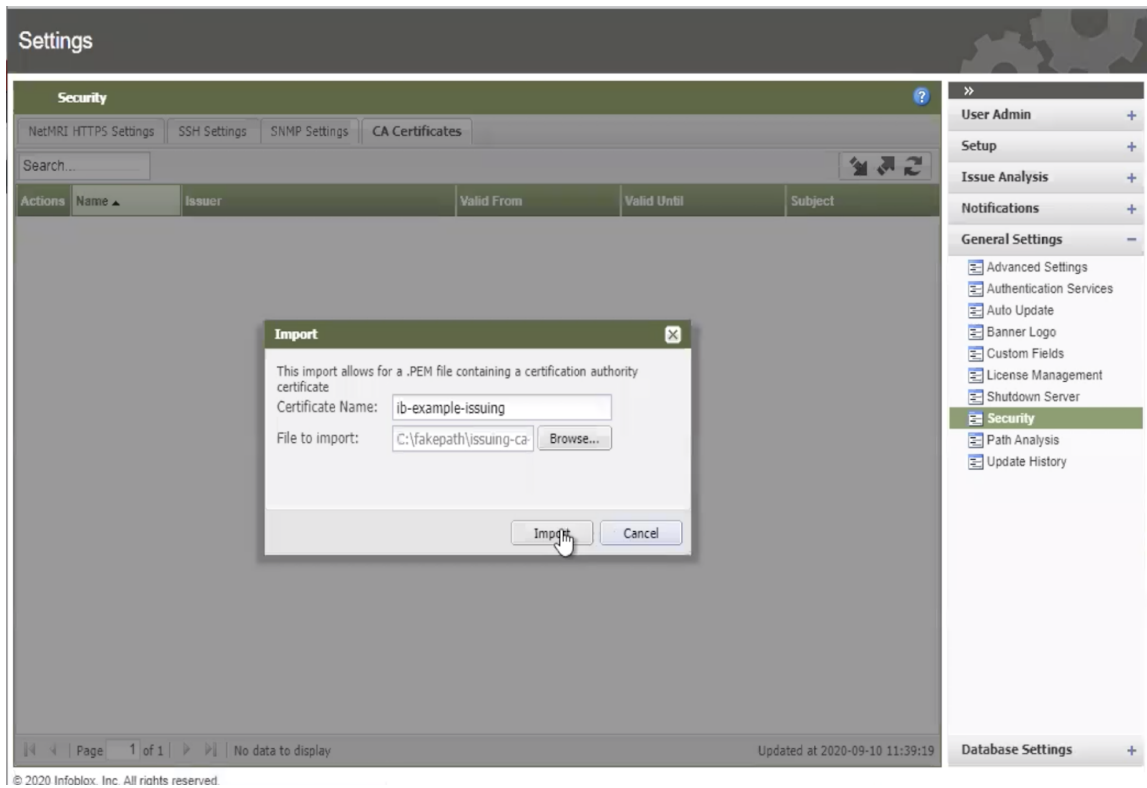 Settings
Security
NetMRI HTTPS Settings SSH Settings SNMP Settings CA Certificates
Search...
Actions Name Issuer Valid From Valid Until Subject
Import
This import allows for a .PEM file containing a certification authority
certificate
Certificate Name: ib-example-issuing
File to import: C:\fakepath\issuing-ca- Browse...
Import Cancel
Page 1 of 1 No data to display Updated at 2020-09-10 11:39:19
»
User Admin +
Setup +
Issue Analysis +
Notifications +
General Settings −
Advanced Settings
Authentication Services
Auto Update
Banner Logo
Custom Fields
License Management
Shutdown Server
Security
Path Analysis
Update History
Database Settings +
© 2020 Infoblox, Inc. All rights reserved.